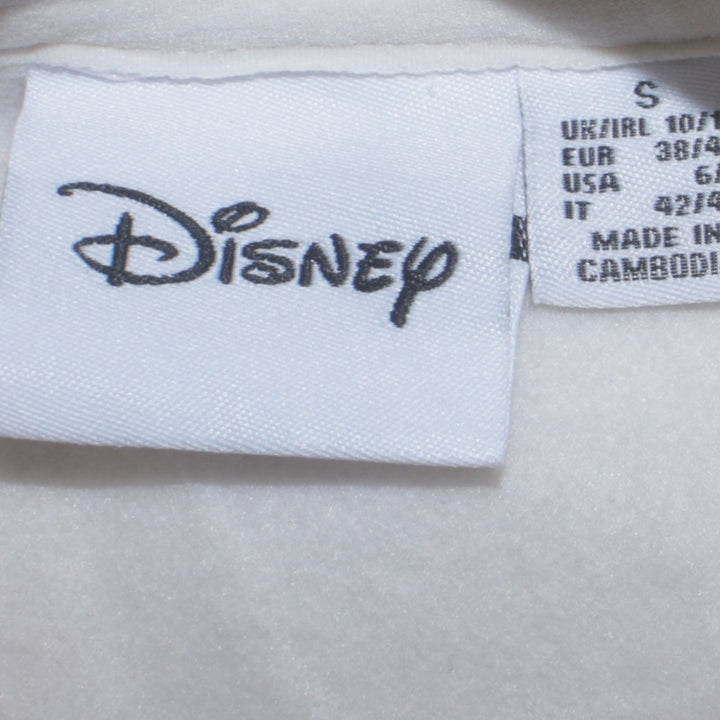 Disney
S
UK/IRL 10/1
EUR 38/4
USA 6/
IT 42/4
MADE IN
CAMBODI